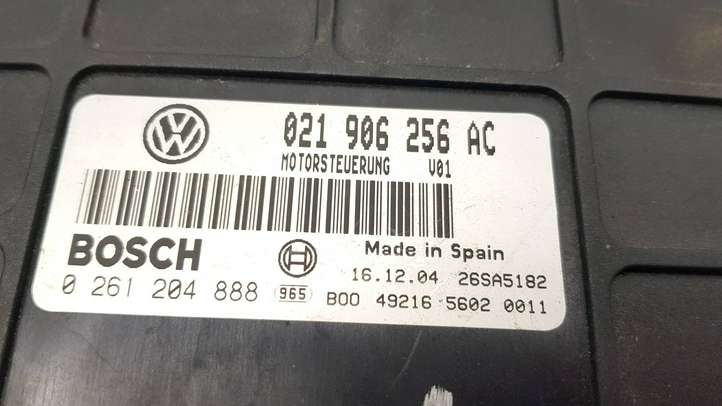 VW
021 906 256 AC
MOTORSTEUERUNG V01
BOSCH
Made in Spain
16.12.04 26SA5182
0 261 204 888 965 B00 49216 5602 0011